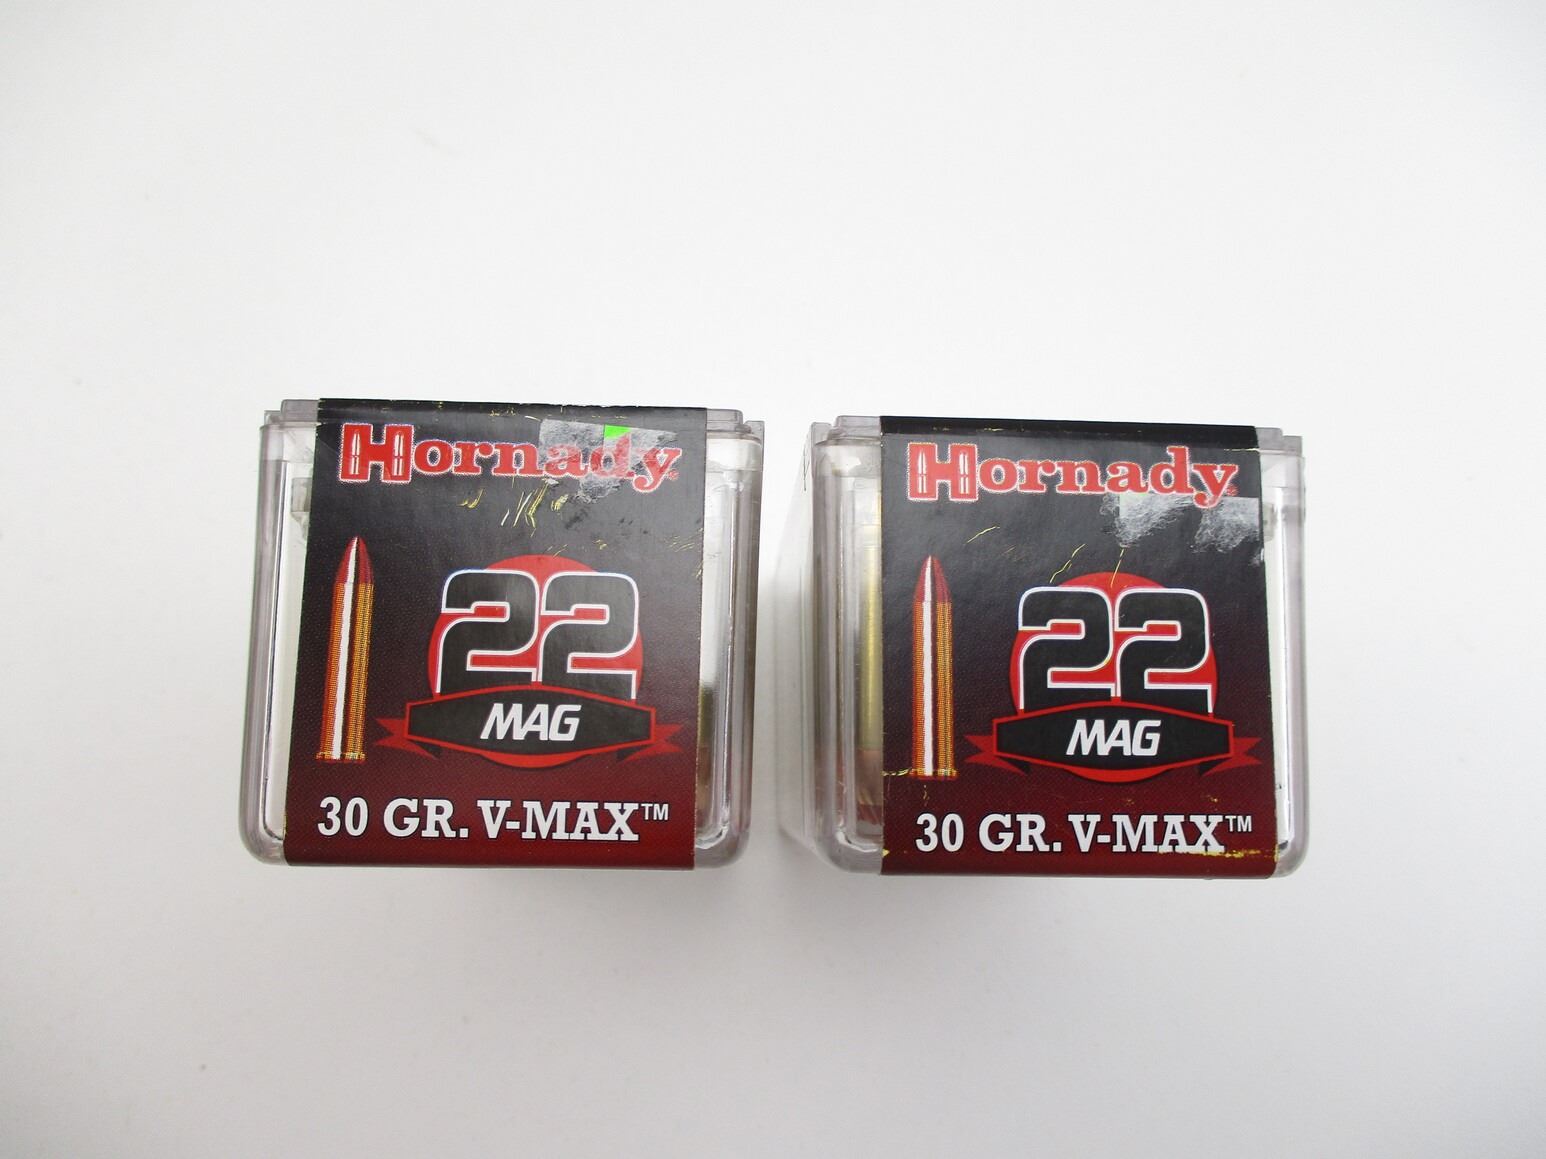 Hornady
22
MAG
30 GR. V-MAX™
Hornady
22
MAG
30 GR. V-MAX™